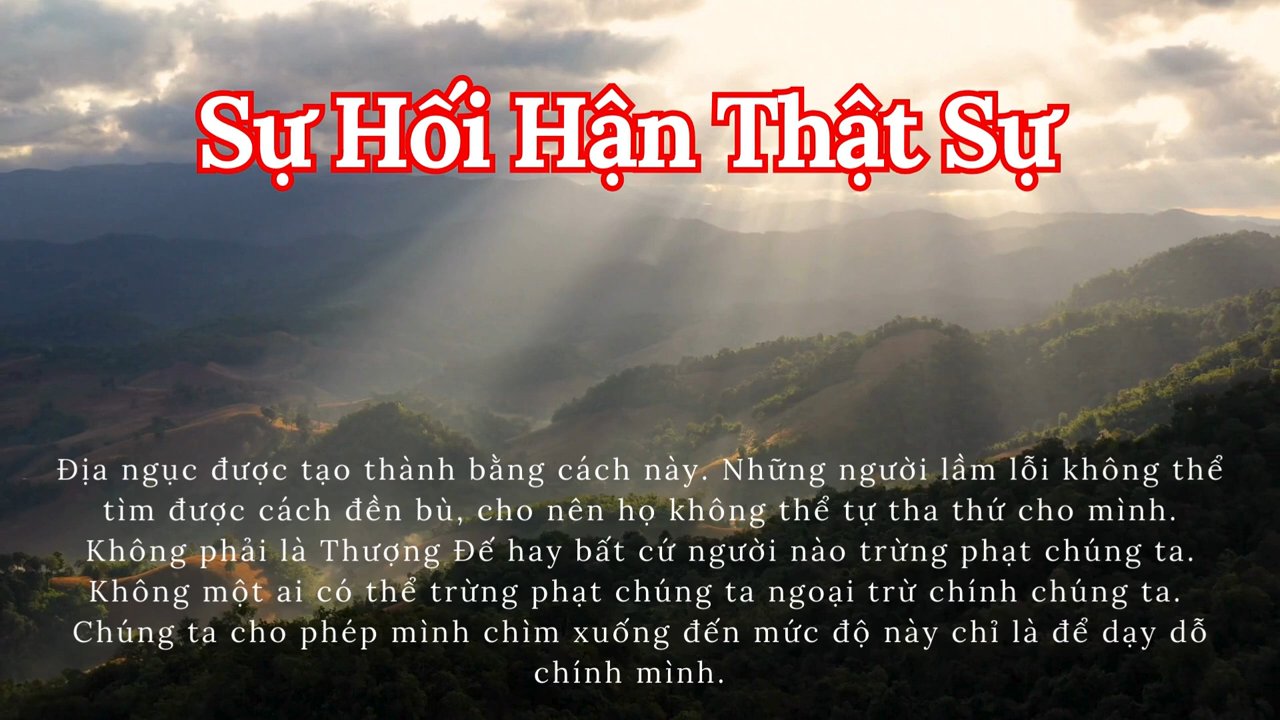 Sự Hối Hận Thật Sự
Địa ngục được tạo thành bằng cách này. Những người lầm lỗi không thể
tìm được cách đền bù, cho nên họ không thể tự tha thứ cho mình.
Không phải là Thượng Đế hay bất cứ người nào trừng phạt chúng ta.
Không một ai có thể trừng phạt chúng ta ngoại trừ chính chúng ta.
Chúng ta cho phép mình chìm xuống đến mức độ này chỉ là để dạy dỗ
chính mình.